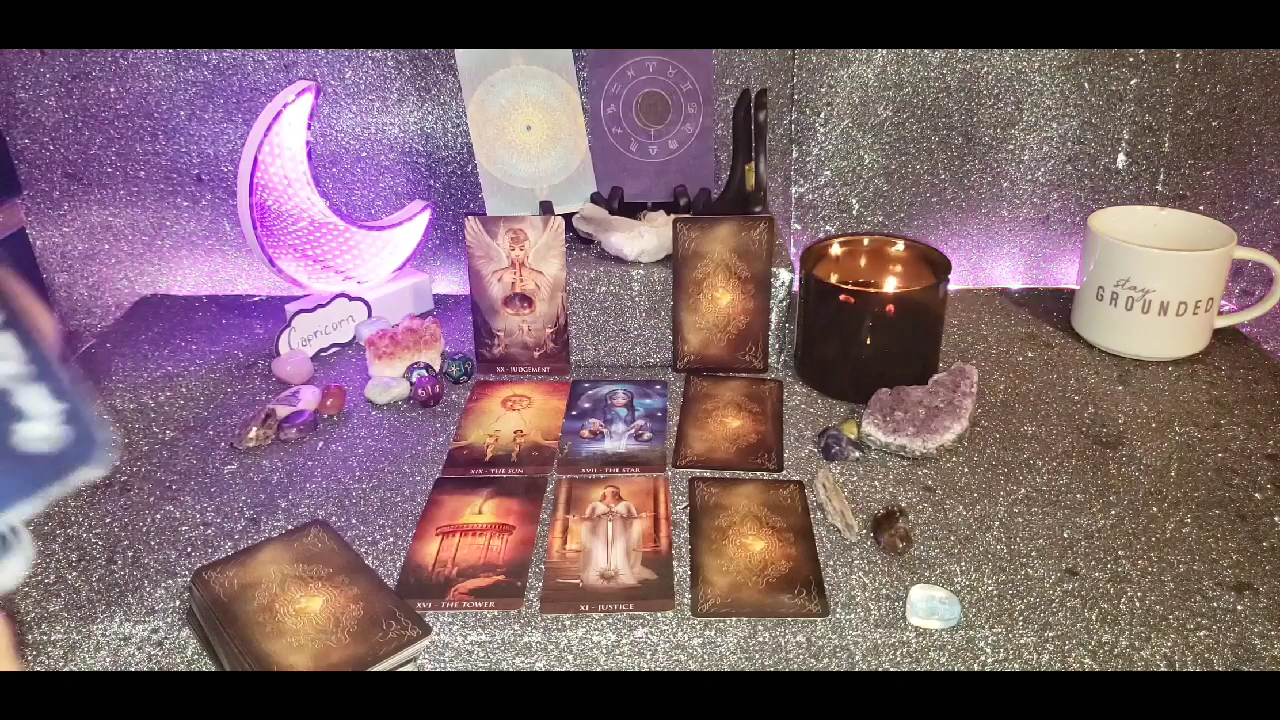 Capricorn
stay
GROUNDED
XX - JUDGEMENT
XIX - THE SUN
XVII - THE STAR
XVI - THE TOWER
XI - JUSTICE